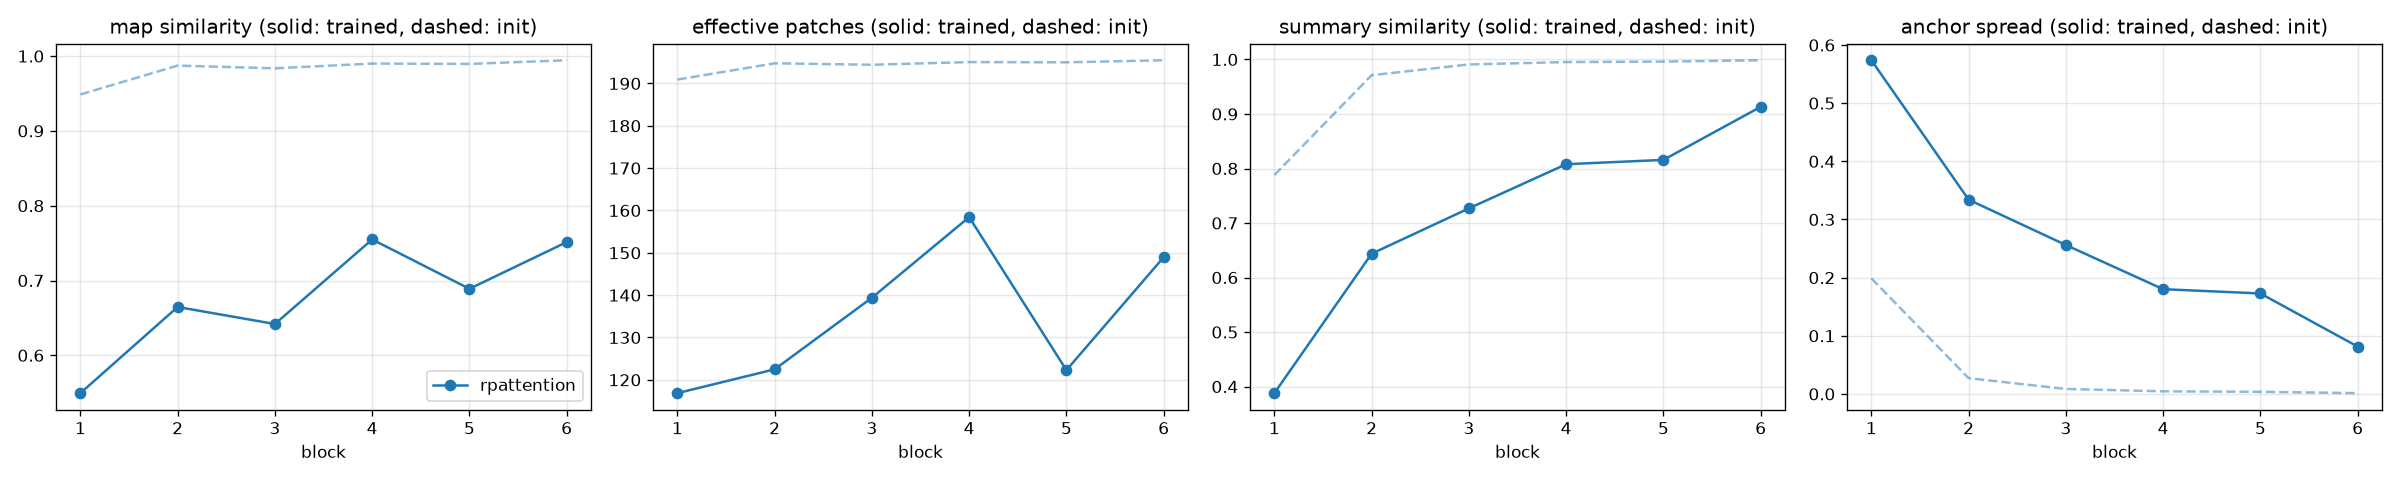 map similarity (solid: trained, dashed: init)
1.0
0.9
0.8
0.7
0.6
1 2 3 4 5 6
block
rpattention
effective patches (solid: trained, dashed: init)
190
180
170
160
150
140
130
120
1 2 3 4 5 6
block
summary similarity (solid: trained, dashed: init)
1.0
0.9
0.8
0.7
0.6
0.5
0.4
1 2 3 4 5 6
block
anchor spread (solid: trained, dashed: init)
0.6
0.5
0.4
0.3
0.2
0.1
0.0
1 2 3 4 5 6
block